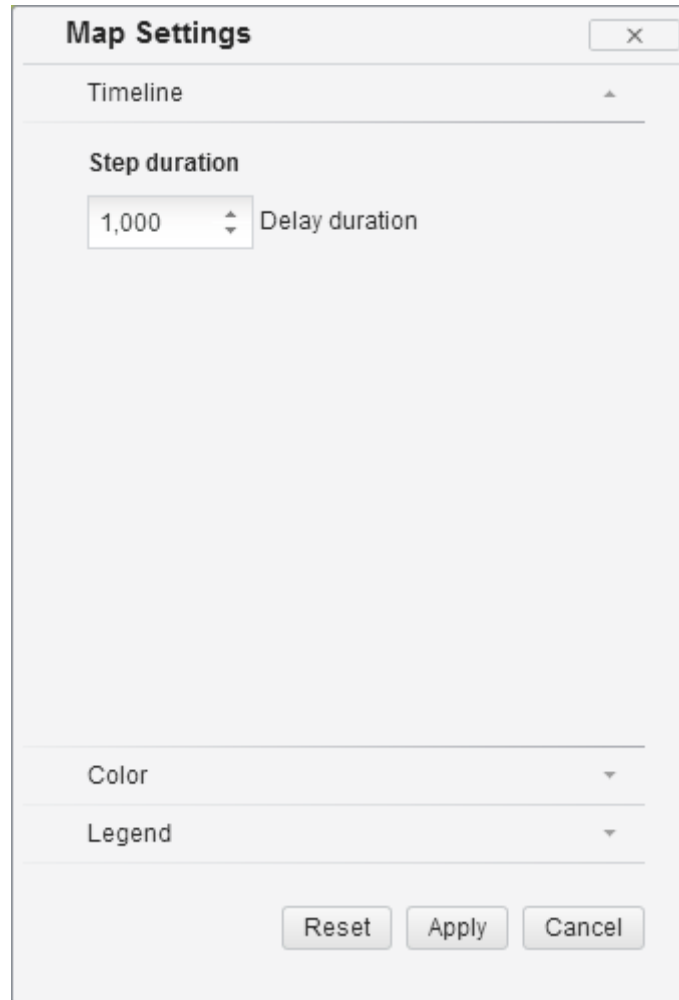 Map Settings
Timeline
Step duration
1,000 Delay duration
Color
Legend
Reset Apply Cancel